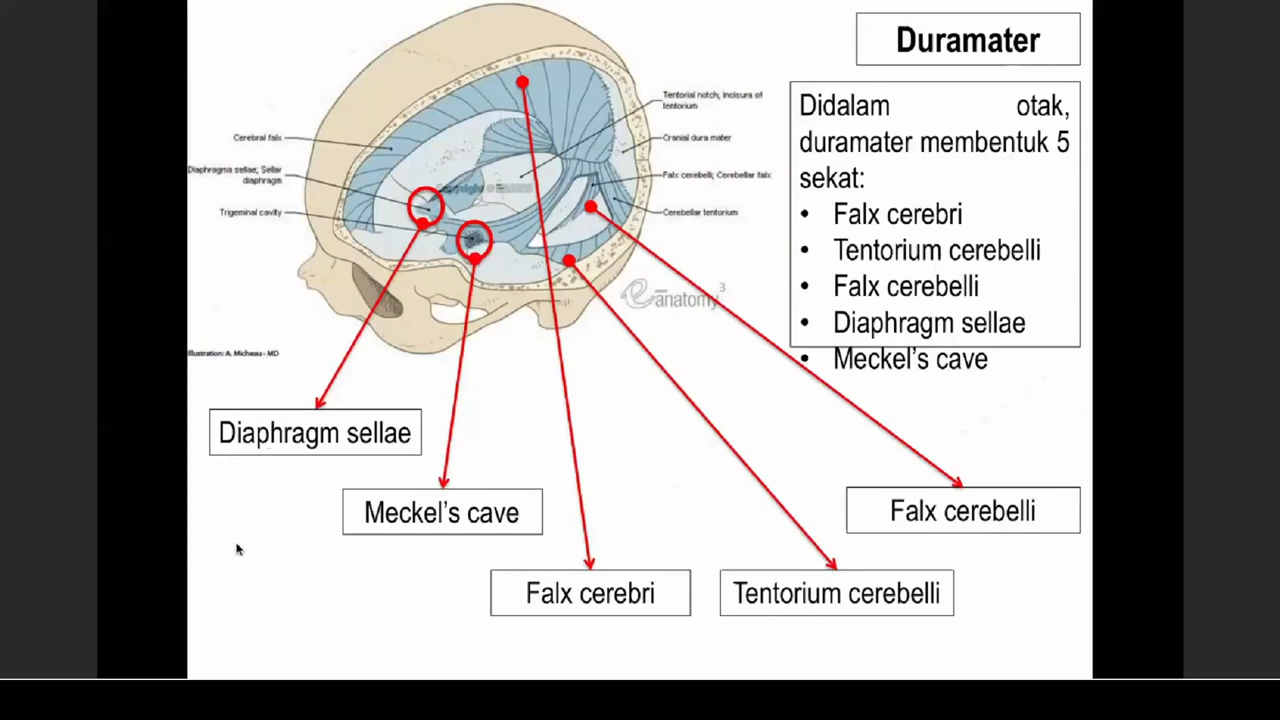 Duramater
Didalam otak,
duramater membentuk 5
sekat:
• Falx cerebri
• Tentorium cerebelli
• Falx cerebelli
• Diaphragm sellae
• Meckel's cave
Tentorial notch; incisura of
tentorium
Cerebral falx
Cranial dura mater
Diaphragma sellae; Sellar
diaphragm
Falx cerebelli; Cerebellar falx
Trigeminal cavity
Cerebellar tentorium
Copyright ©
e-anatomy 3
Illustration: A. Micheau - MD
Diaphragm sellae
Meckel's cave
Falx cerebelli
Falx cerebri
Tentorium cerebelli